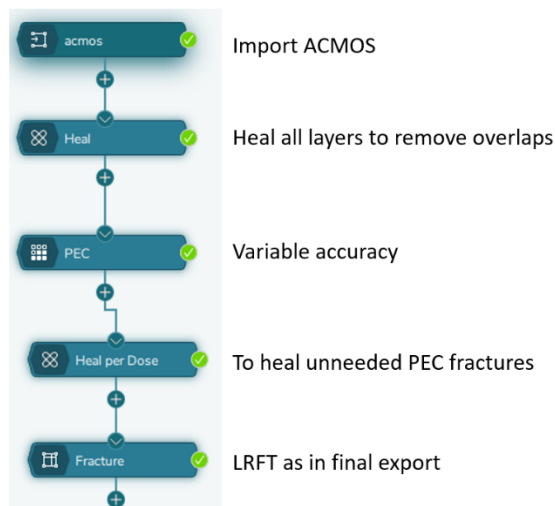 acmos Import ACMOS
Heal Heal all layers to remove overlaps
PEC Variable accuracy
Heal per Dose To heal unneeded PEC fractures
Fracture LRFT as in final export